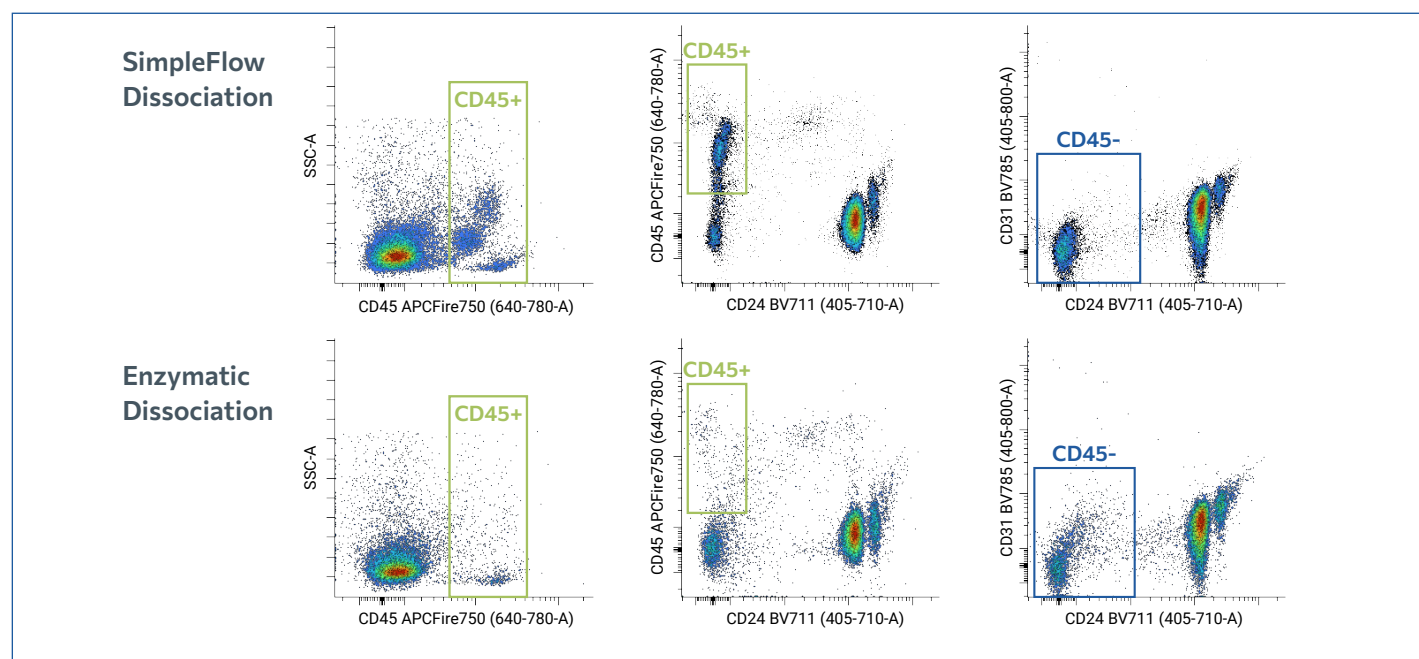 SimpleFlow
Dissociation
SSC-A
CD45+
CD45 APCFire750 (640-780-A)
CD45 APCFire750 (640-780-A)
CD45+
CD24 BV711 (405-710-A)
CD31 BV785 (405-800-A)
CD45-
CD24 BV711 (405-710-A)
Enzymatic
Dissociation
SSC-A
CD45+
CD45 APCFire750 (640-780-A)
CD45 APCFire750 (640-780-A)
CD45+
CD24 BV711 (405-710-A)
CD31 BV785 (405-800-A)
CD45-
CD24 BV711 (405-710-A)